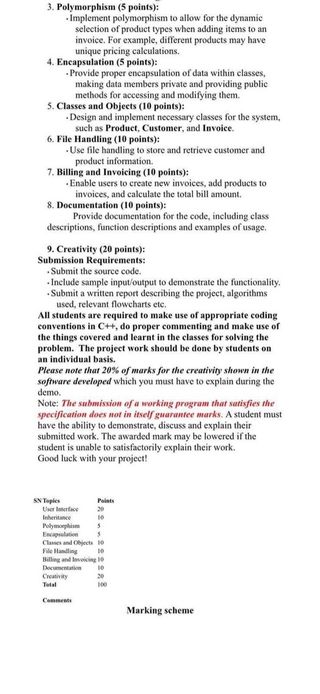 3. Polymorphism (5 points):
• Implement polymorphism to allow for the dynamic
selection of product types when adding items to an
invoice. For example, different products may have
unique pricing calculations.
4. Encapsulation (5 points):
• Provide proper encapsulation of data within classes,
making data members private and providing public
methods for accessing and modifying them.
5. Classes and Objects (10 points):
• Design and implement necessary classes for the system,
such as Product, Customer, and Invoice.
6. File Handling (10 points):
• Use file handling to store and retrieve customer and
product information.
7. Billing and Invoicing (10 points):
• Enable users to create new invoices, add products to
invoices, and calculate the total bill amount.
8. Documentation (10 points):
Provide documentation for the code, including class
descriptions, function descriptions and examples of usage.
9. Creativity (20 points):
Submission Requirements:
• Submit the source code.
• Include sample input/output to demonstrate the functionality.
• Submit a written report describing the project, algorithms
used, relevant flowcharts etc.
All students are required to make use of appropriate coding
conventions in C++, do proper commenting and make use of
the things covered and learnt in the classes for solving the
problem. The project work should be done by students on
an individual basis.
Please note that 20% of marks for the creativity shown in the
software developed which you must have to explain during the
demo.
Note: The submission of a working program that satisfies the
specification does not in itself guarantee marks. A student must
have the ability to demonstrate, discuss and explain their
submitted work. The awarded mark may be lowered if the
student is unable to satisfactorily explain their work.
Good luck with your project!
SN Topics Points
User Interface 20
Inheritance 10
Polymorphism 5
Encapsulation 5
Classes and Objects 10
File Handling 10
Billing and Invoicing 10
Documentation 10
Creativity 20
Total 100
Comments
Marking scheme